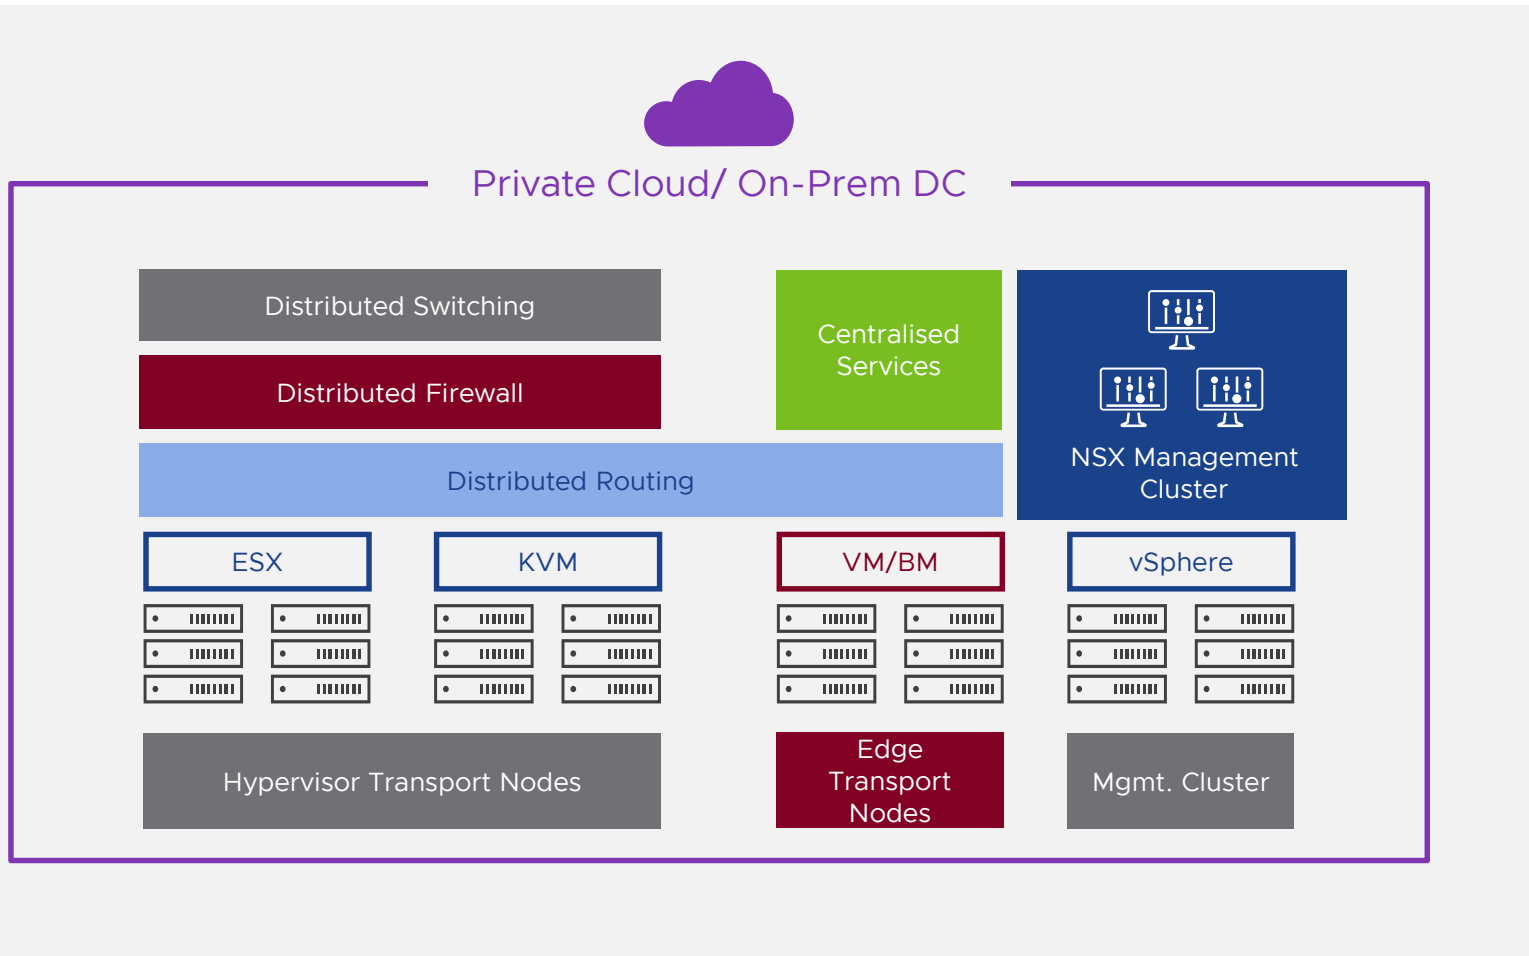 Private Cloud/ On-Prem DC
Distributed Switching
Distributed Firewall
Centralised
Services
NSX Management
Cluster
Distributed Routing
ESX
KVM
VM/BM
vSphere
Hypervisor Transport Nodes
Edge
Transport
Nodes
Mgmt. Cluster